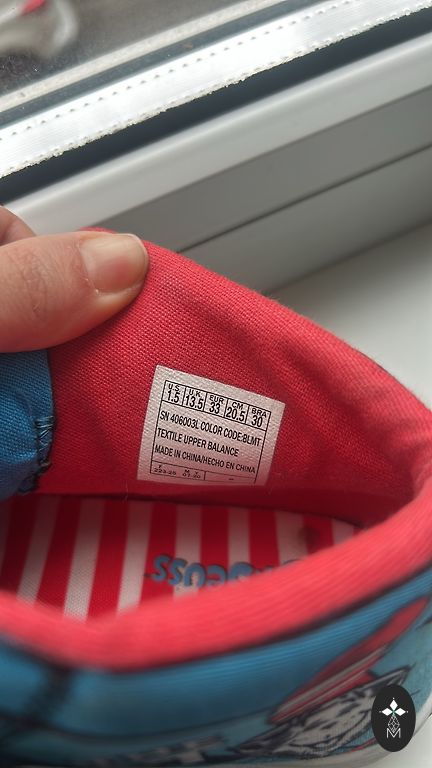 U.S. U.K. EUR CM. BRA
1.5 13.5 33 20.5 30
SN 406003L COLOR CODE:BLMT
TEXTILE UPPER BALANCE
MADE IN CHINA/HECHO EN CHINA